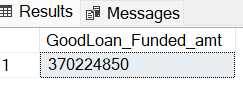 Results Messages
GoodLoan_Funded_amt
1 370224850